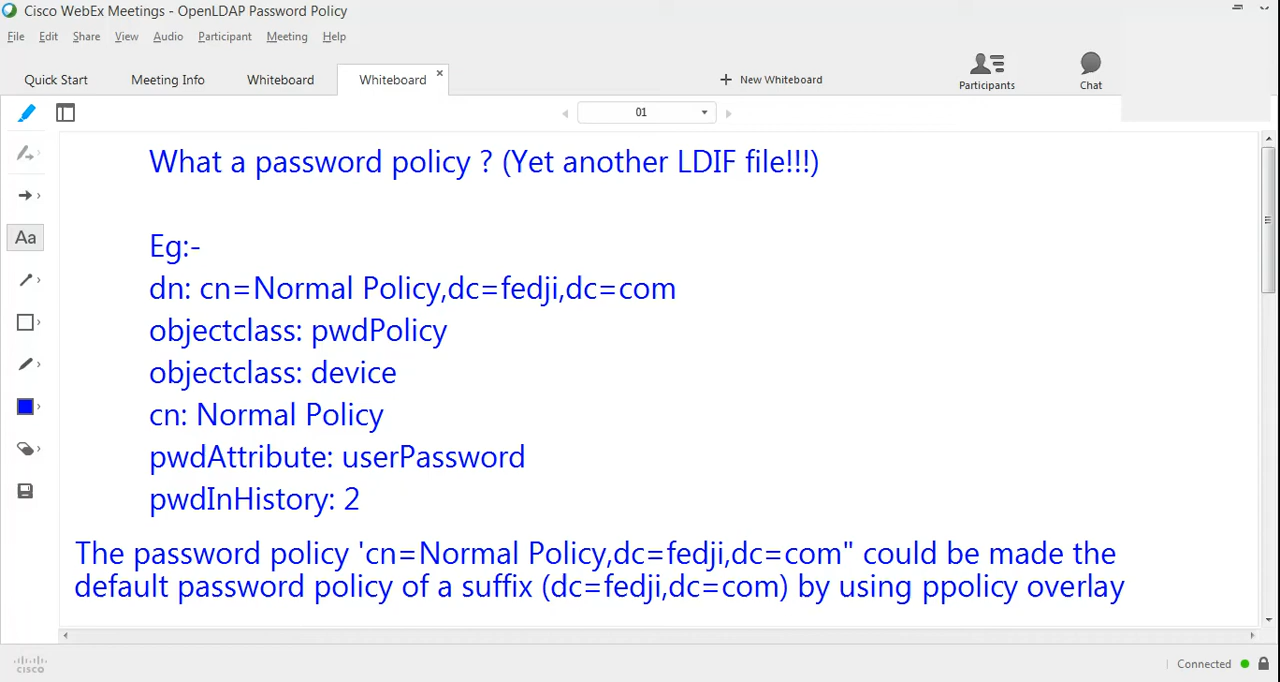 Cisco WebEx Meetings - OpenLDAP Password Policy
File Edit Share View Audio Participant Meeting Help
Quick Start Meeting Info Whiteboard Whiteboard New Whiteboard Participants Chat
01
Aa
What a password policy ? (Yet another LDIF file!!!)
Eg:-
dn: cn=Normal Policy,dc=fedji,dc=com
objectclass: pwdPolicy
objectclass: device
cn: Normal Policy
pwdAttribute: userPassword
pwdInHistory: 2
The password policy 'cn=Normal Policy,dc=fedji,dc=com" could be made the
default password policy of a suffix (dc=fedji,dc=com) by using ppolicy overlay
CISCO Connected